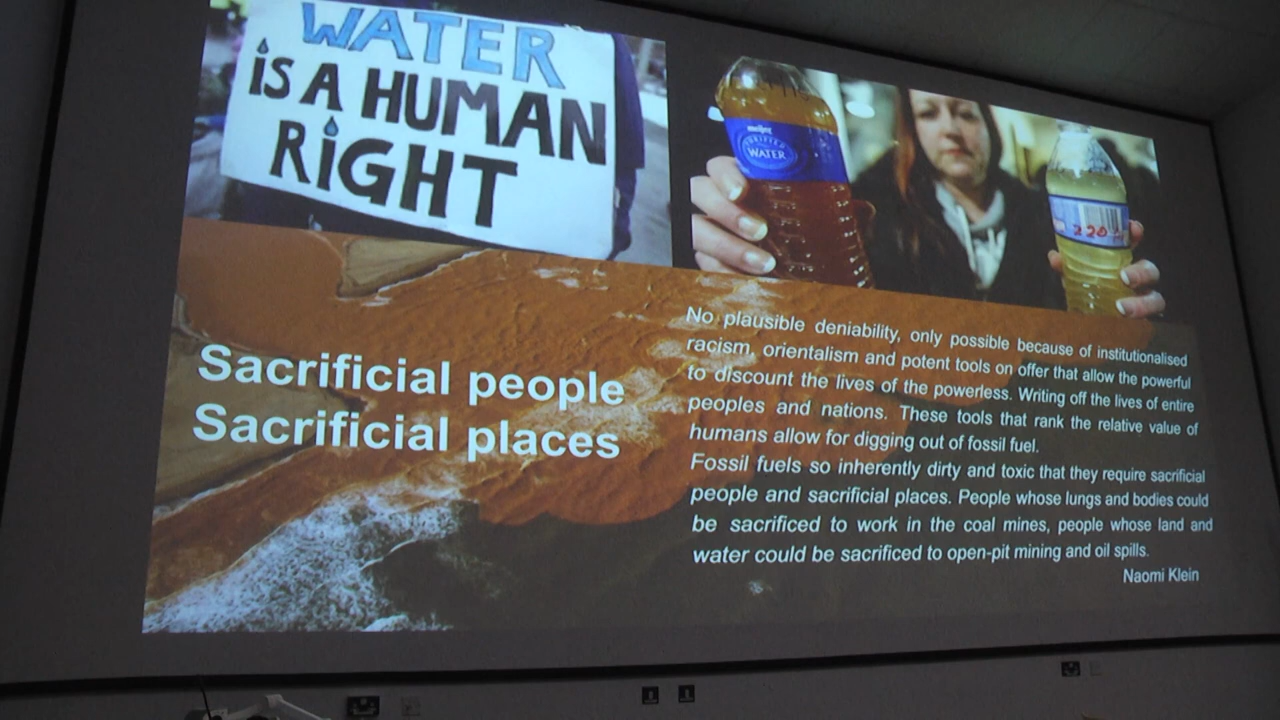 WATER
iS A HUMAN
RiGHT
meijer
PURIFIED
WATER
220
Sacrificial people
Sacrificial places
No plausible deniability, only possible because of institutionalised
racism, orientalism and potent tools on offer that allow the powerful
to discount the lives of the powerless. Writing off the lives of entire
peoples and nations. These tools that rank the relative value of
humans allow for digging out of fossil fuel.
Fossil fuels so inherently dirty and toxic that they require sacrificial
people and sacrificial places. People whose lungs and bodies could
be sacrificed to work in the coal mines, people whose land and
water could be sacrificed to open-pit mining and oil spills.
Naomi Klein